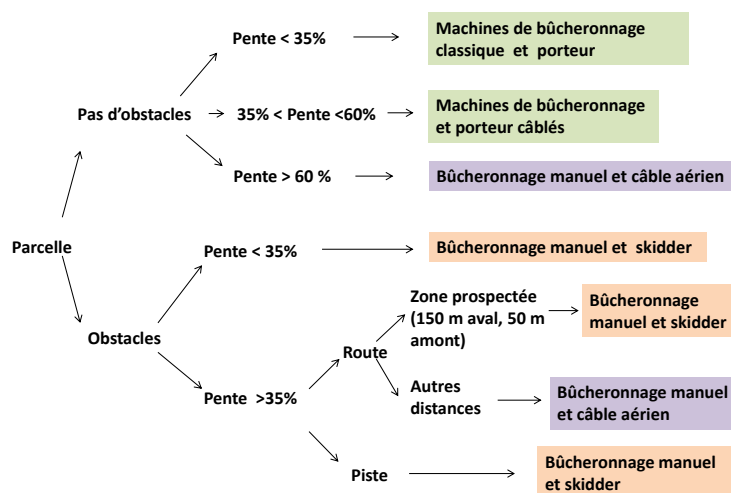 Pente < 35%
Machines de bûcheronnage
classique et porteur
Pas d'obstacles
35% < Pente <60%
Machines de bûcheronnage
et porteur câblés
Pente > 60 %
Bûcheronnage manuel et câble aérien
Parcelle
Pente < 35%
Bûcheronnage manuel et skidder
Obstacles
Pente >35%
Route
Zone prospectée
(150 m aval, 50 m
amont)
Bûcheronnage
manuel et skidder
Autres
distances
Bûcheronnage manuel
et câble aérien
Piste
Bûcheronnage manuel
et skidder